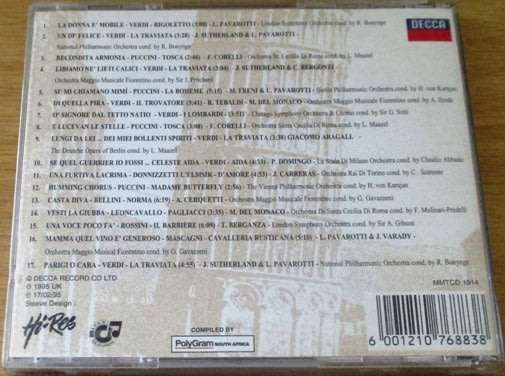 DECCA
1. LA DONNA E' MOBILE - VERDI - RIGOLETTO (3:00) - L. PAVAROTTI - London Symphony Orchestra cond. by R. Bonynge
2. UN DI' FELICE - VERDI - LA TRAVIATA (3:28) - J. SUTHERLAND & L. PAVAROTTI -
National Philharmonic Orchestra cond. by R. Bonynge
3. RECONDITA ARMONIA - PUCCINI - TOSCA (2:46) - F. CORELLI - Orchestra St. Cecilia Di Roma cond. by L. Maazel
4. LIBIAMO NE' LIETI CALICI - VERDI - LA TRAVIATA (3:04) - J. SUTHERLAND & C. BERGONZI
Orchestra Maggio Musicale Fiorentino cond. by Sir J. Pritchard
5. SI' MI CHIAMANO MIMI' - PUCCINI - LA BOHEME (5:1) - M. FRENI & L. PAVAROTTI - Berlin Philharmonic Orchestra cond. by H. von Karajan
6. DI QUELLA PIRA - VERDI - IL TROVATORE (3:41) - R. TEBALDI - M. DEL MONACO - Orchestra Maggio Musicale Fiorentino cond. by A. Erede
7. O' SIGNORE DAL TETTO NATIO - VERDI - I LOMBARDI - (3:51) - Chicago Symphony Orchestra & Chorus cond. by Sir G. Solti
8. E LUCEVAN LE STELLE - PUCCINI - TOSCA (3:08) - F. CORELLI - Orchestra Santa Cecilia Di Roma cond. by L. Maazel
9. LUNGI DA LEI ... DEI MIEI BOLLENTI SPIRITI - VERDI - LA TRAVIATA (3:38) GIACOMO ARAGALL -
The Deutche Opera of Berlin cond. by L. Maazel
10. SE QUEL GUERRIER IO FOSSI ... CELESTE AIDA - VERDI - AIDA (4:33) - P. DOMINGO - La Scala Di Milano Orchestra cond. by Claudio Abbado
11. UNA FURTIVA LACRIMA - DONNIZETTI L'ELISIR D'AMORE (4:53) - J. CARRERAS - Orchestra Rai Di Torino cond. by C.
12. HUMMING CHORUS - PUCCINI - MADAME BUTTERFLY (2:56) - The Vienna Philharmonic Orchestra cond. by H. von Karajan
13. CASTA DIVA - BELLINI - NORMA (6:19) - A. CERQUETTI - Orchestra Maggio Musicale Fiorentino cond. by G. Gavazzeni
14. VESTI LA GIUBBA - LEONCAVALLO - PAGLIACCI (3:35) - M. DEL MONACO - Orchestra Di Santa Cecilia Di Roma cond. by F. Molinari-Predelli
15. UNA VOCE POCO FA' - ROSSINI - IL BARBIERE (6:09) - T. BERGANZA - London Symphony Orchestra cond. by Sir A. Gibson
16. MAMMA QUEL VINO E' GENEROSO - MASCAGNI - CAVALLERIA RUSTICANA (5:10) - L. PAVAROTTI & J. VARADY -
Orchestra Maggio Musicale Fiorentino cond. by G. Gavazzeni
17. PARIGI O CARA - VERDI - LA TRAVIATA (4:55) - J. SUTHERLAND & L. PAVAROTTI - National Philharmonic Orchestra, cond. by R. Bonynge
© DECCA RECORD CO LTD
℗ 1995 UK
℗ 17/02/95
Sleeve Design :
Hi-Res
COMPILED BY
PolyGram SOUTH AFRICA
MMTCD 1914
6 001210 768838